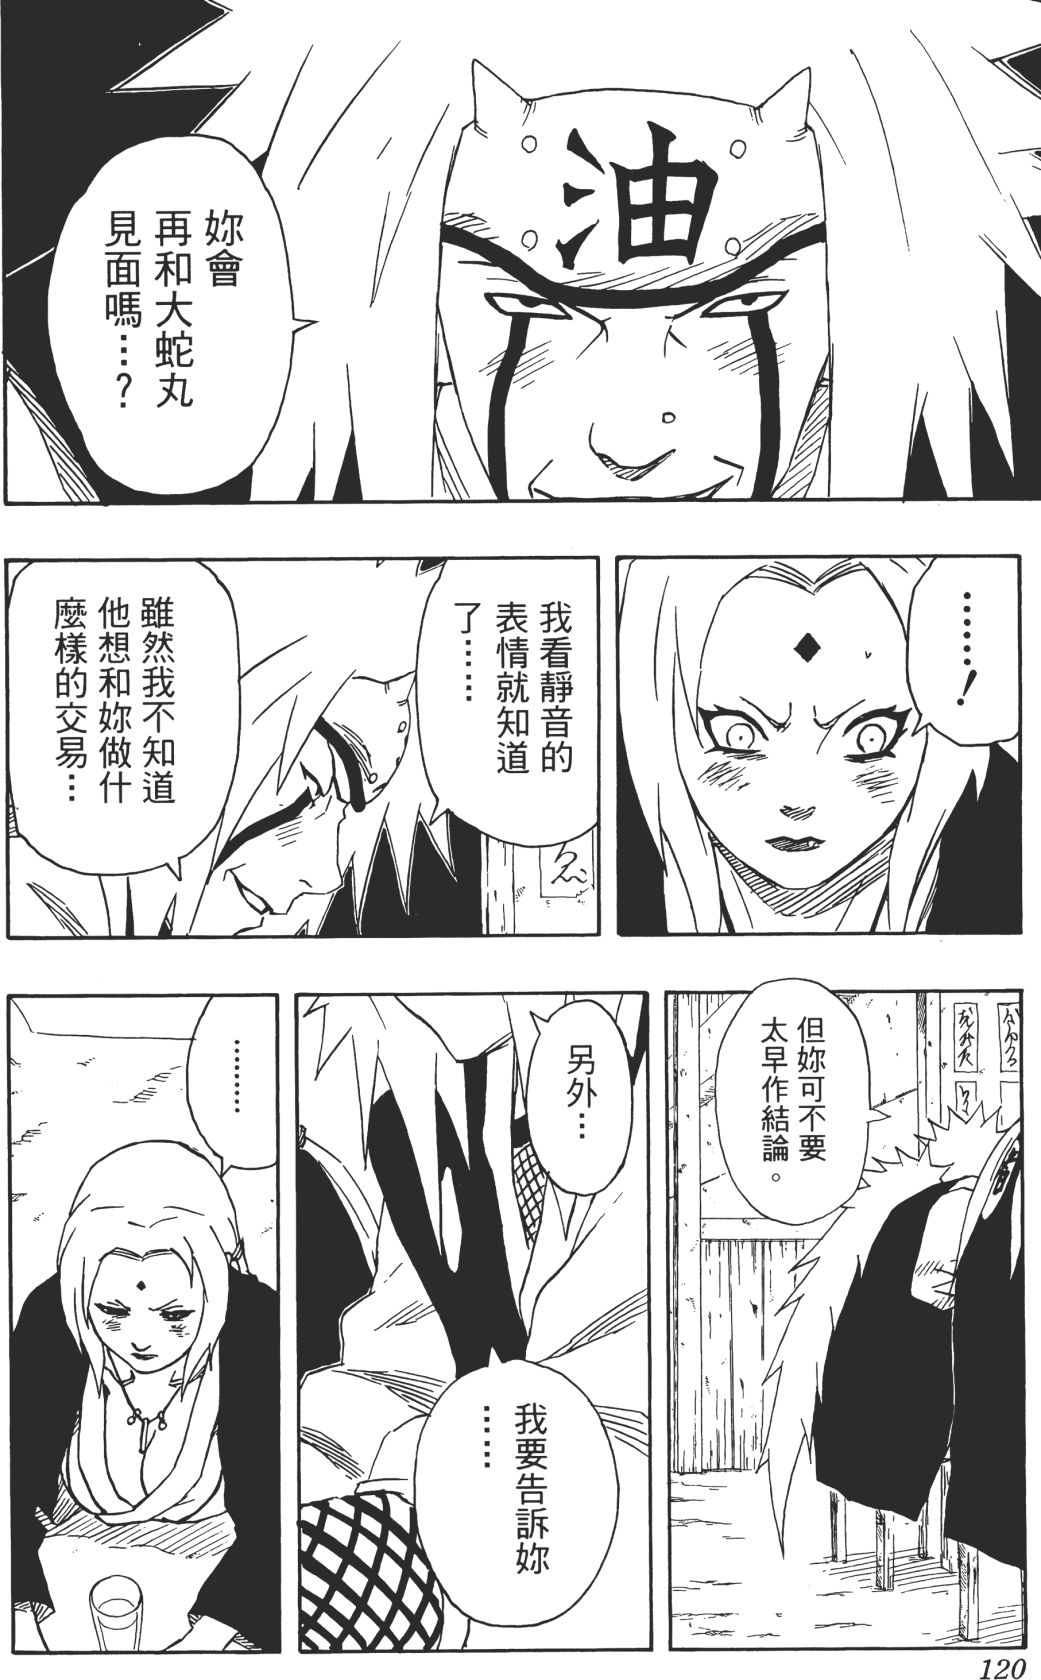 油
妳會
再和大蛇丸
見面嗎…?
……!
我看靜音的
表情就知道
了……
雖然我不知道
他想和妳做什
麼樣的交易…
但妳可不要
太早作結論。
另外…
我要告訴妳
……
………
120